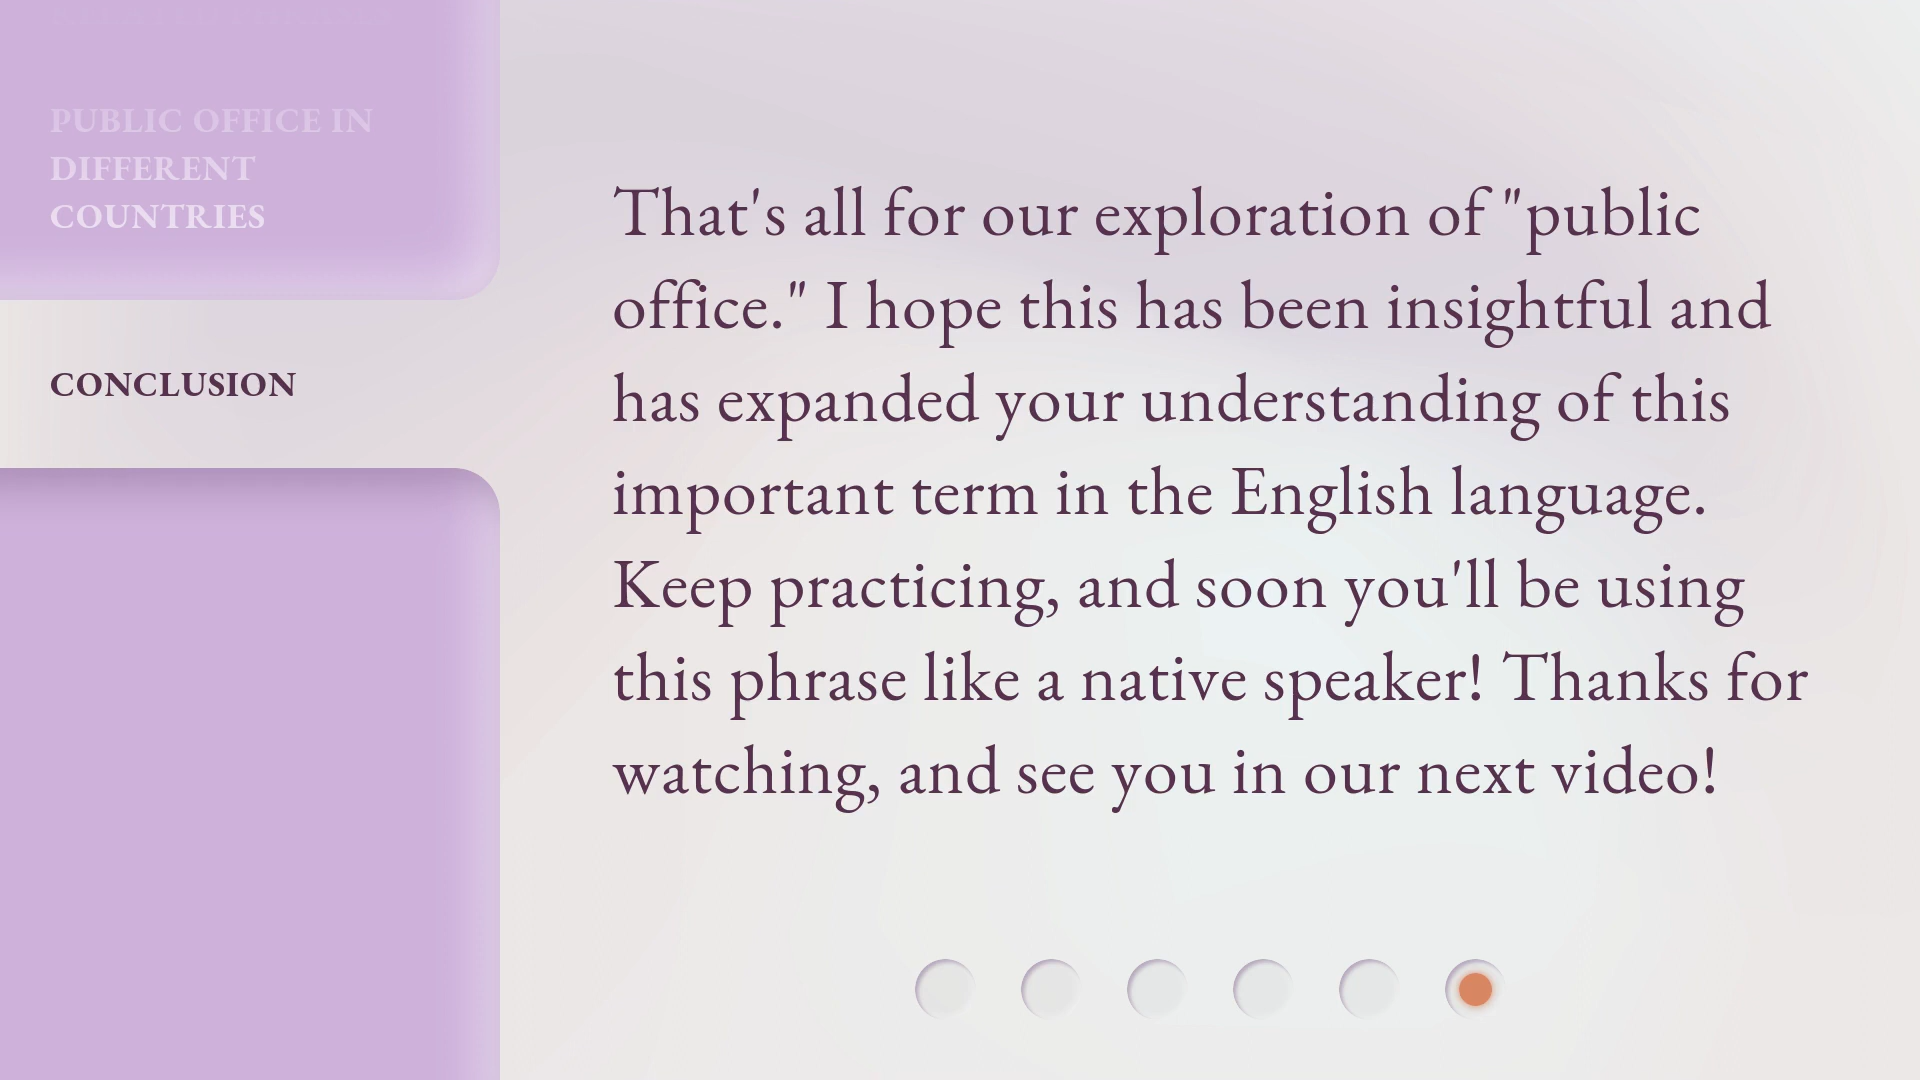 PUBLIC OFFICE IN
DIFFERENT
COUNTRIES
CONCLUSION
That's all for our exploration of "public
office." I hope this has been insightful and
has expanded your understanding of this
important term in the English language.
Keep practicing, and soon you'll be using
this phrase like a native speaker! Thanks for
watching, and see you in our next video!